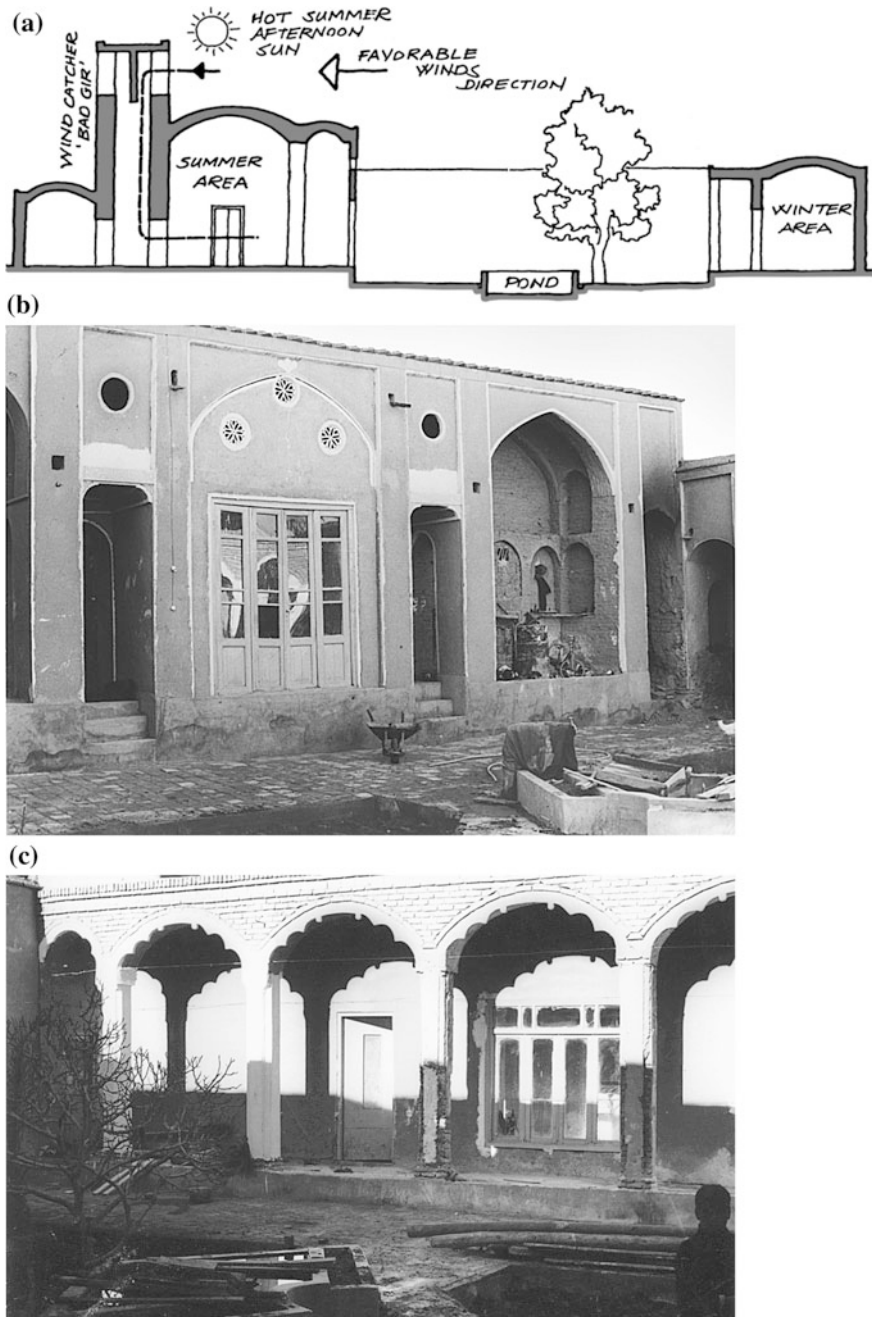 (a)
HOT SUMMER
AFTERNOON
SUN
FAVORABLE
WINDS
DIRECTION
WIND CATCHER
'BAD GIR'
SUMMER
AREA
WINTER
AREA
POND
(b)
(c)